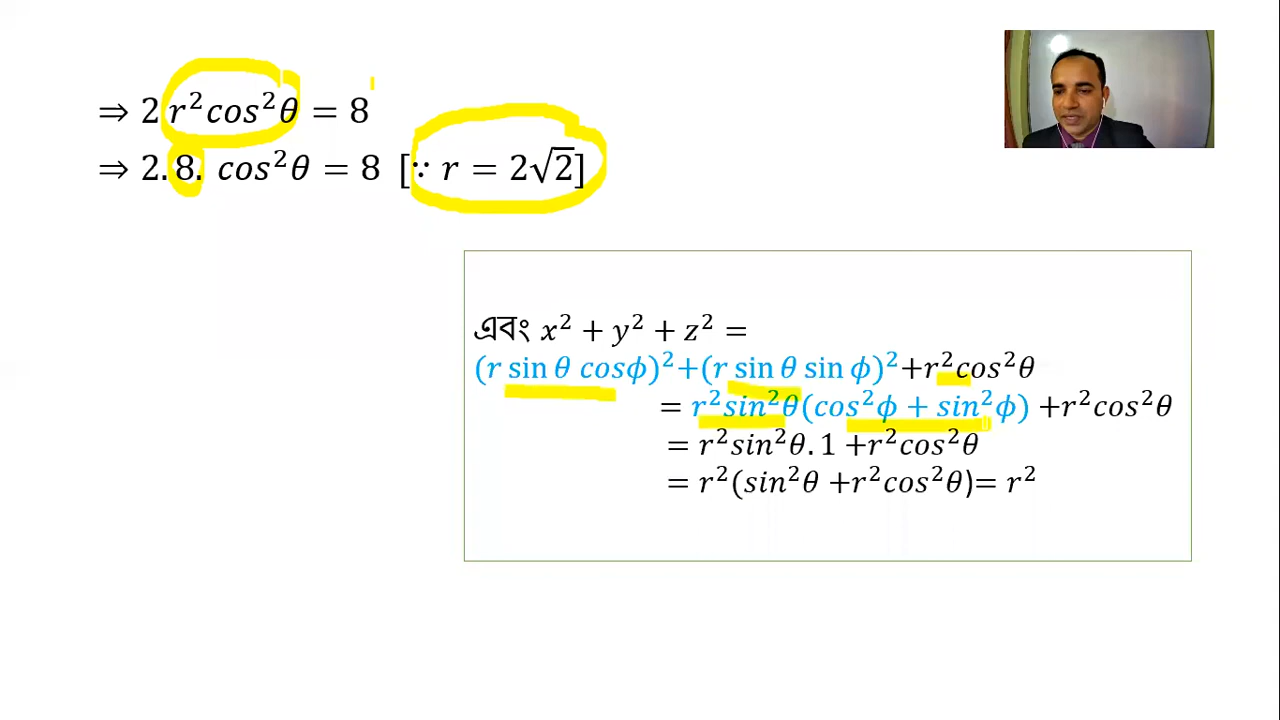 ⇒ 2 r²cos²θ = 8
⇒ 2.8. cos²θ = 8 [∵ r = 2√2]
এবং x² + y² + z² =
(r sin θ cosϕ)²+(r sin θ sin ϕ)²+r²cos²θ
= r²sin²θ(cos²ϕ + sin²ϕ) +r²cos²θ
= r²sin²θ. 1 +r²cos²θ
= r²(sin²θ +r²cos²θ)= r²